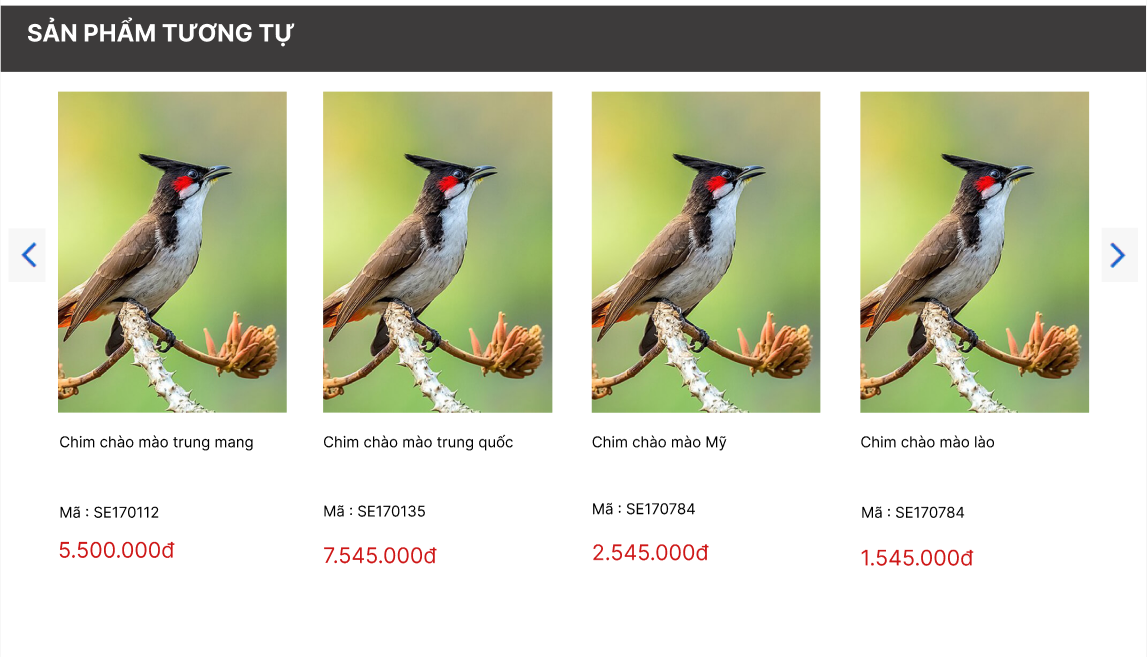 SẢN PHẨM TƯƠNG TỰ
Chim chào mào trung mang
Mã : SE170112
5.500.000đ
Chim chào mào trung quốc
Mã : SE170135
7.545.000đ
Chim chào mào Mỹ
Mã : SE170784
2.545.000đ
Chim chào mào lào
Mã : SE170784
1.545.000đ